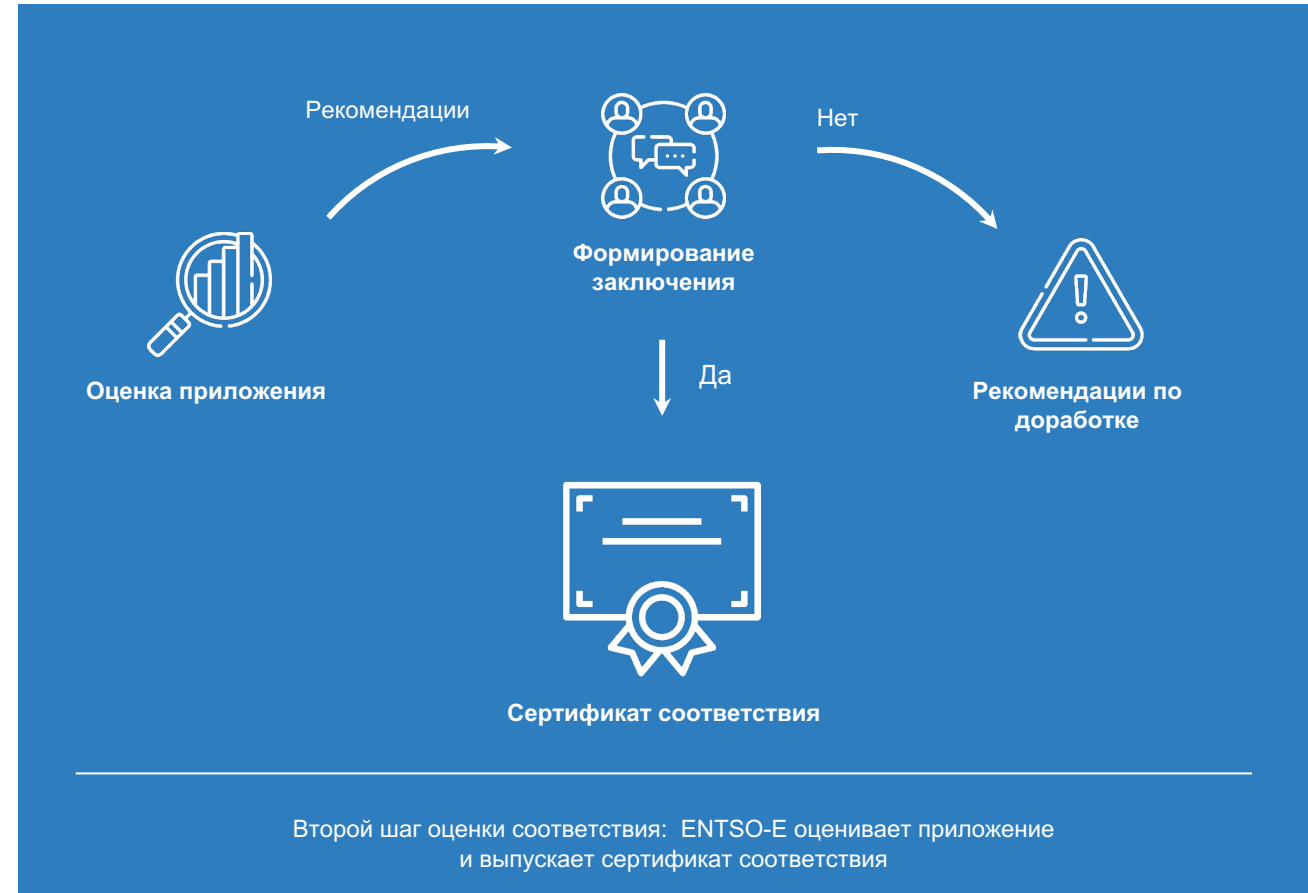 Рекомендации
Нет
Формирование
заключения
Оценка приложения
Да
Рекомендации по
доработке
Сертификат соответствия
Второй шаг оценки соответствия: ENTSO-E оценивает приложение
и выпускает сертификат соответствия